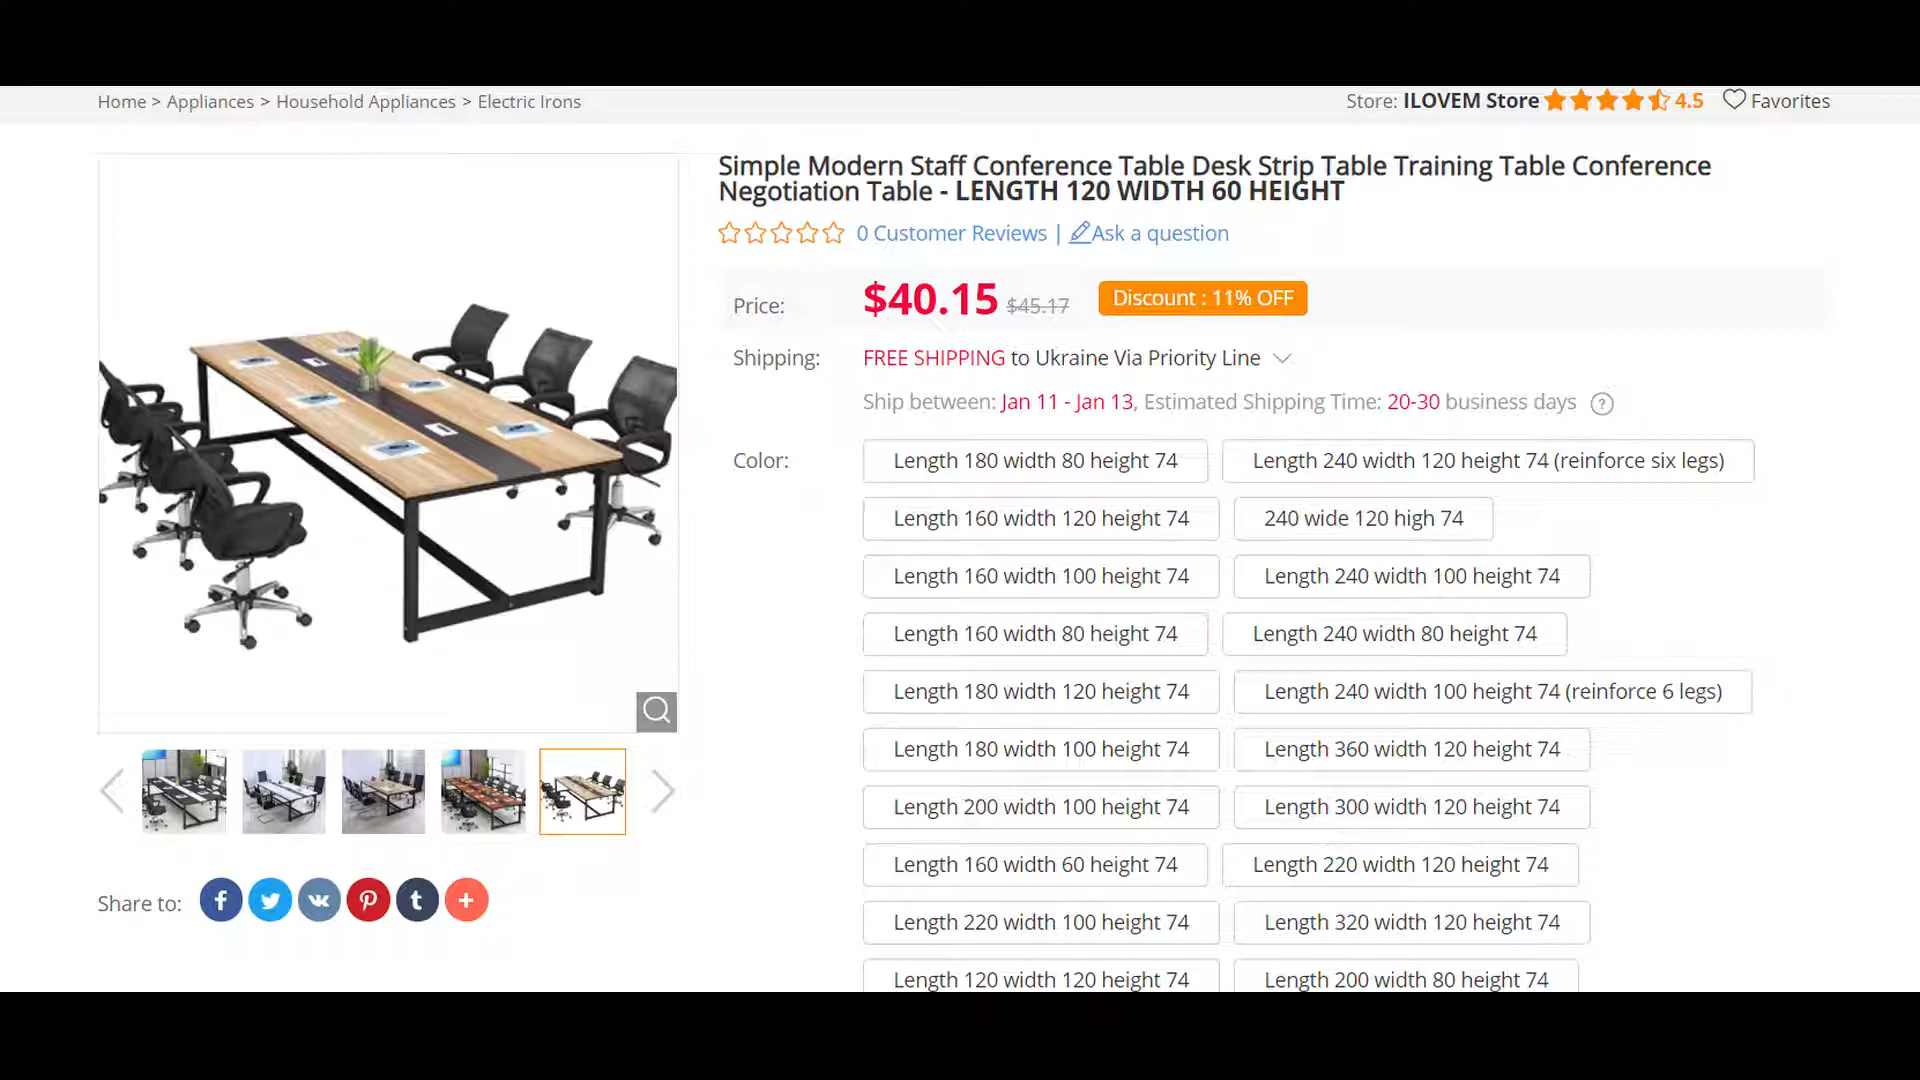 Home > Appliances > Household Appliances > Electric Irons
Store: ILOVEM Store 4.5 Favorites
Simple Modern Staff Conference Table Desk Strip Table Training Table Conference
Negotiation Table - LENGTH 120 WIDTH 60 HEIGHT
0 Customer Reviews | Ask a question
Price: $40.15 $45.17 Discount : 11% OFF
Shipping: FREE SHIPPING to Ukraine Via Priority Line
Ship between: Jan 11 - Jan 13, Estimated Shipping Time: 20-30 business days ?
Color: Length 180 width 80 height 74 Length 240 width 120 height 74 (reinforce six legs)
Length 160 width 120 height 74 240 wide 120 high 74
Length 160 width 100 height 74 Length 240 width 100 height 74
Length 160 width 80 height 74 Length 240 width 80 height 74
Length 180 width 120 height 74 Length 240 width 100 height 74 (reinforce 6 legs)
Length 180 width 100 height 74 Length 360 width 120 height 74
Length 200 width 100 height 74 Length 300 width 120 height 74
Length 160 width 60 height 74 Length 220 width 120 height 74
Length 220 width 100 height 74 Length 320 width 120 height 74
Length 120 width 120 height 74 Length 200 width 80 height 74
Share to: